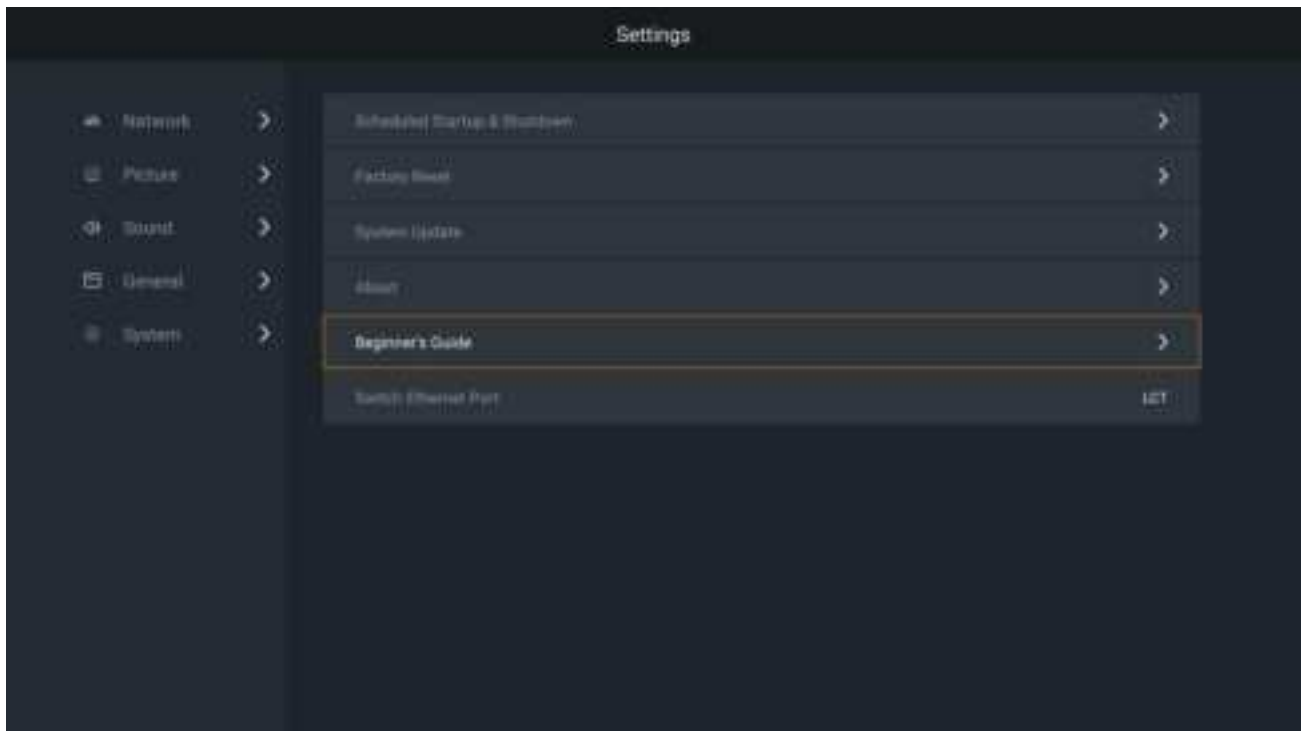 Settings
Network
Picture
Sound
General
System
Scheduled Startup & Shutdown
Factory Reset
System Update
About
Beginner's Guide
Switch Ethernet Port